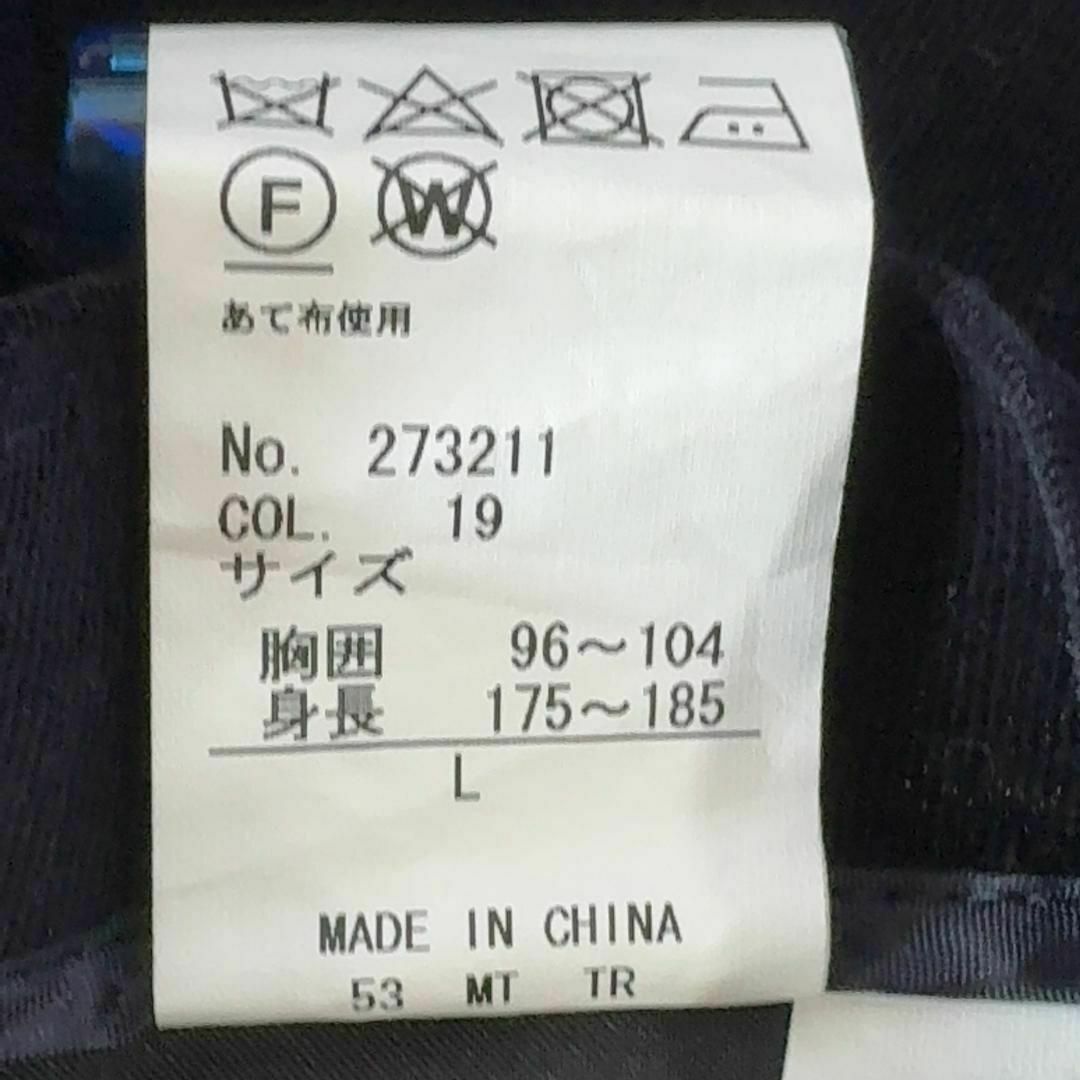 F W
あて布使用
No. 273211
COL. 19
サイズ
胸囲 96～104
身長 175～185
L
MADE IN CHINA
53 MT TR